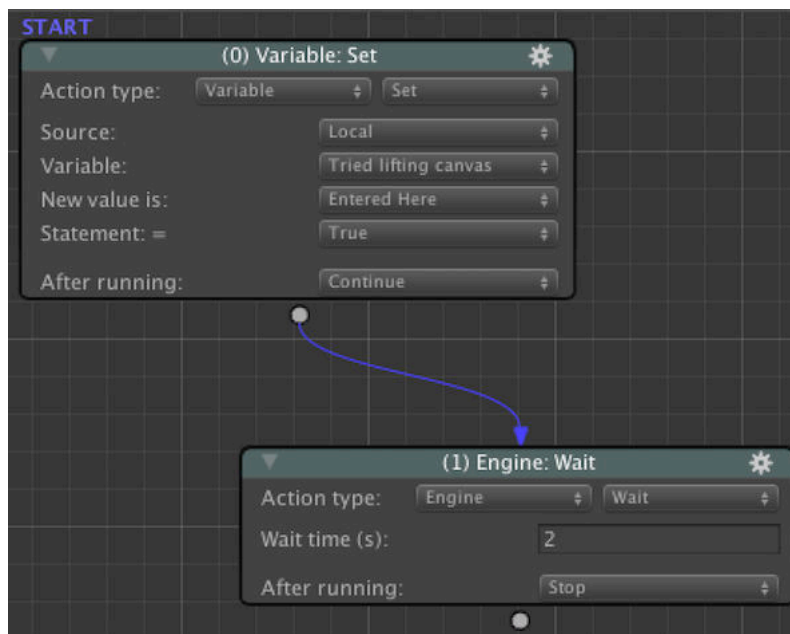 START
(0) Variable: Set
Action type: Variable Set
Source: Local
Variable: Tried lifting canvas
New value is: Entered Here
Statement: = True
After running: Continue
(1) Engine: Wait
Action type: Engine Wait
Wait time (s): 2
After running: Stop